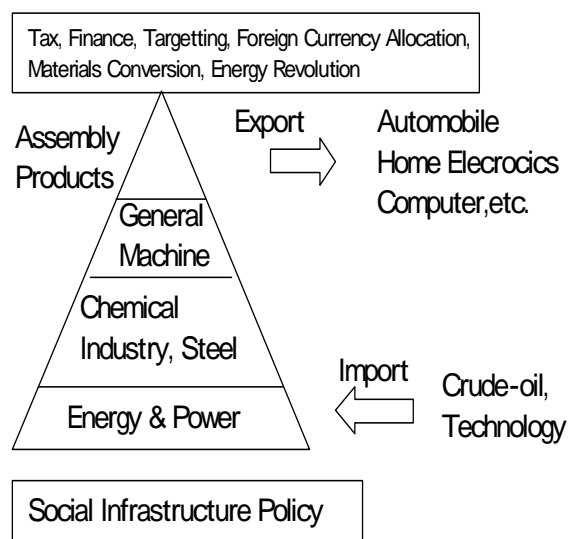 Tax, Finance, Targetting, Foreign Currency Allocation,
Materials Conversion, Energy Revolution
Assembly
Products
Export
Automobile
Home Elecrocics
Computer,etc.
General
Machine
Chemical
Industry, Steel
Import
Crude-oil,
Technology
Energy & Power
Social Infrastructure Policy